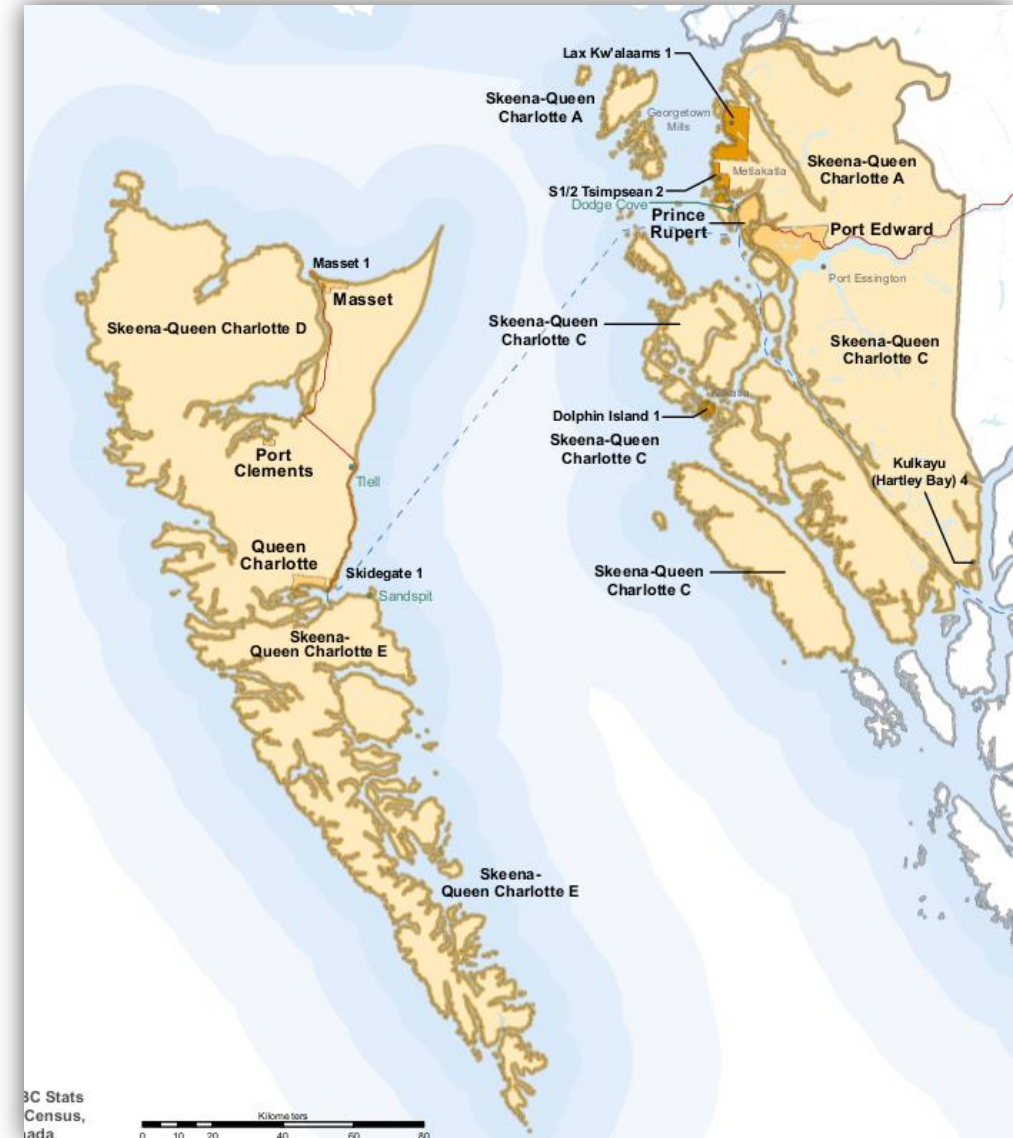 Lax Kw'alaams 1
Skeena-Queen
Charlotte A
Georgetown
Mills
Skeena-Queen
Charlotte A
Metlakatla
S1/2 Tsimpsean 2
Dodge Cove
Prince
Rupert
Port Edward
Port Essington
Masset 1
Masset
Skeena-Queen Charlotte D
Skeena-Queen
Charlotte C
Skeena-Queen
Charlotte C
Dolphin Island 1
Skeena-Queen
Charlotte C
Port
Clements
Tlell
Kulkayu
(Hartley Bay) 4
Queen
Charlotte
Skidegate 1
Sandspit
Skeena-Queen
Charlotte C
Skeena-
Queen Charlotte E
Skeena-
Queen Charlotte E
BC Stats
Census,
nada
Kilometers
0 10 20 40 60 80